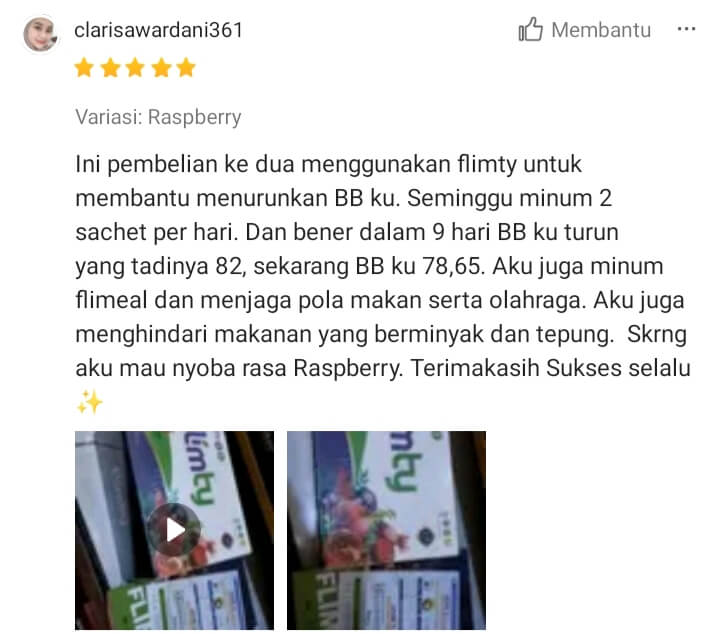 clarisawardani361
Membantu
Variasi: Raspberry
Ini pembelian ke dua menggunakan flimty untuk
membantu menurunkan BB ku. Seminggu minum 2
sachet per hari. Dan bener dalam 9 hari BB ku turun
yang tadinya 82, sekarang BB ku 78,65. Aku juga minum
flimeal dan menjaga pola makan serta olahraga. Aku juga
menghindari makanan yang berminyak dan tepung.  Skrng
aku mau nyoba rasa Raspberry. Terimakasih Sukses selalu
✨
limty
FLI
mty
FLIM